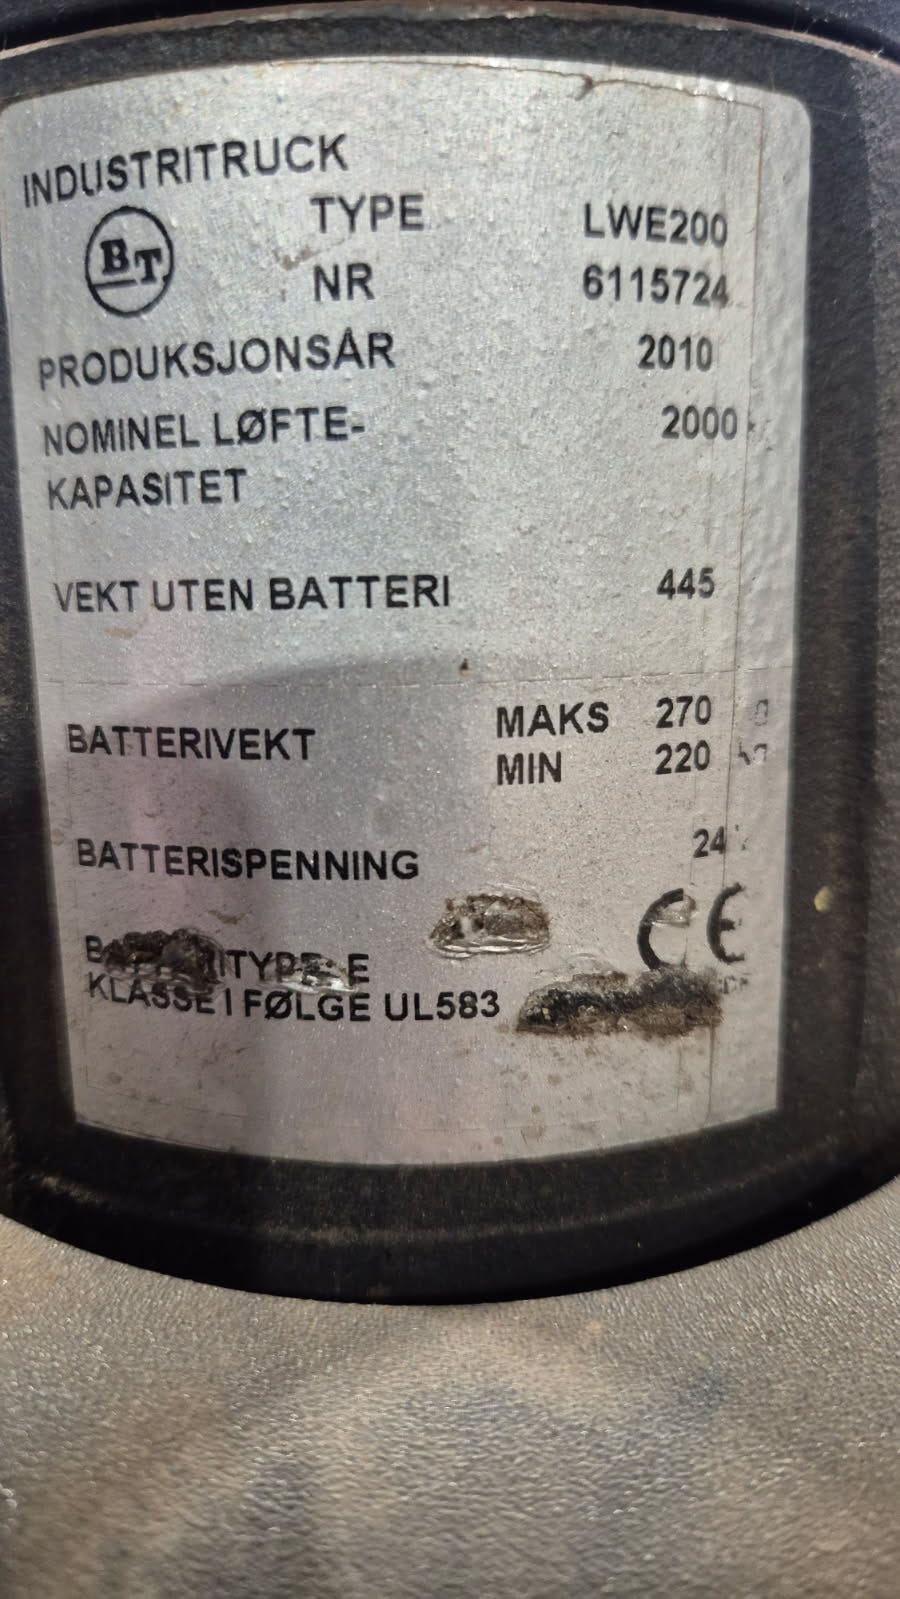 INDUSTRITRUCK
BT
TYPE LWE200
NR 6115724
PRODUKSJONSÅR 2010
NOMINEL LØFTE- 2000
KAPASITET
VEKT UTEN BATTERI 445
BATTERIVEKT MAKS 270
MIN 220
BATTERISPENNING 24
CE
E
KLASSE I FØLGE UL583